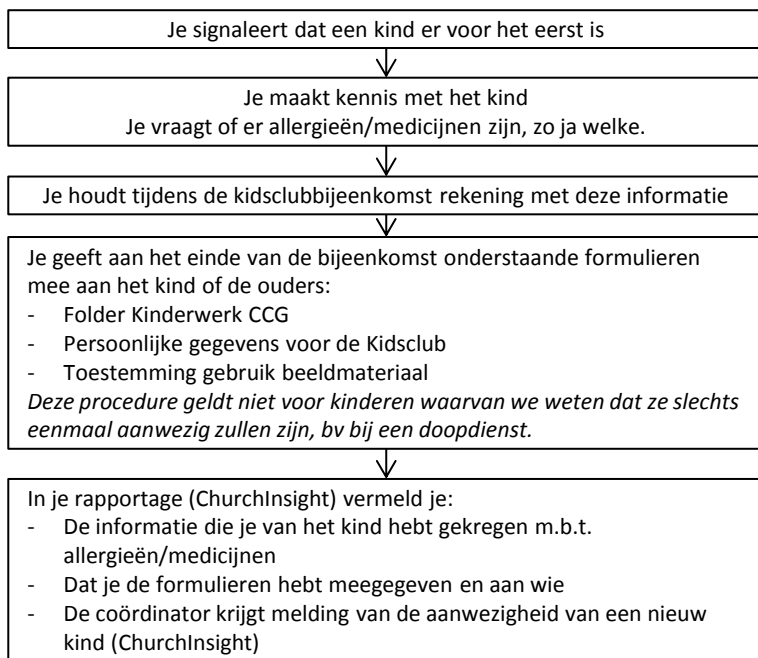 Je signaleert dat een kind er voor het eerst is
Je maakt kennis met het kind
Je vraagt of er allergieën/medicijnen zijn, zo ja welke.
Je houdt tijdens de kidsclubbijeenkomst rekening met deze informatie
Je geeft aan het einde van de bijeenkomst onderstaande formulieren
mee aan het kind of de ouders:
- Folder Kinderwerk CCG
- Persoonlijke gegevens voor de Kidsclub
- Toestemming gebruik beeldmateriaal
Deze procedure geldt niet voor kinderen waarvan we weten dat ze slechts
eenmaal aanwezig zullen zijn, bv bij een doopdienst.
In je rapportage (ChurchInsight) vermeld je:
- De informatie die je van het kind hebt gekregen m.b.t.
allergieën/medicijnen
- Dat je de formulieren hebt meegegeven en aan wie
- De coördinator krijgt melding van de aanwezigheid van een nieuw
kind (ChurchInsight)